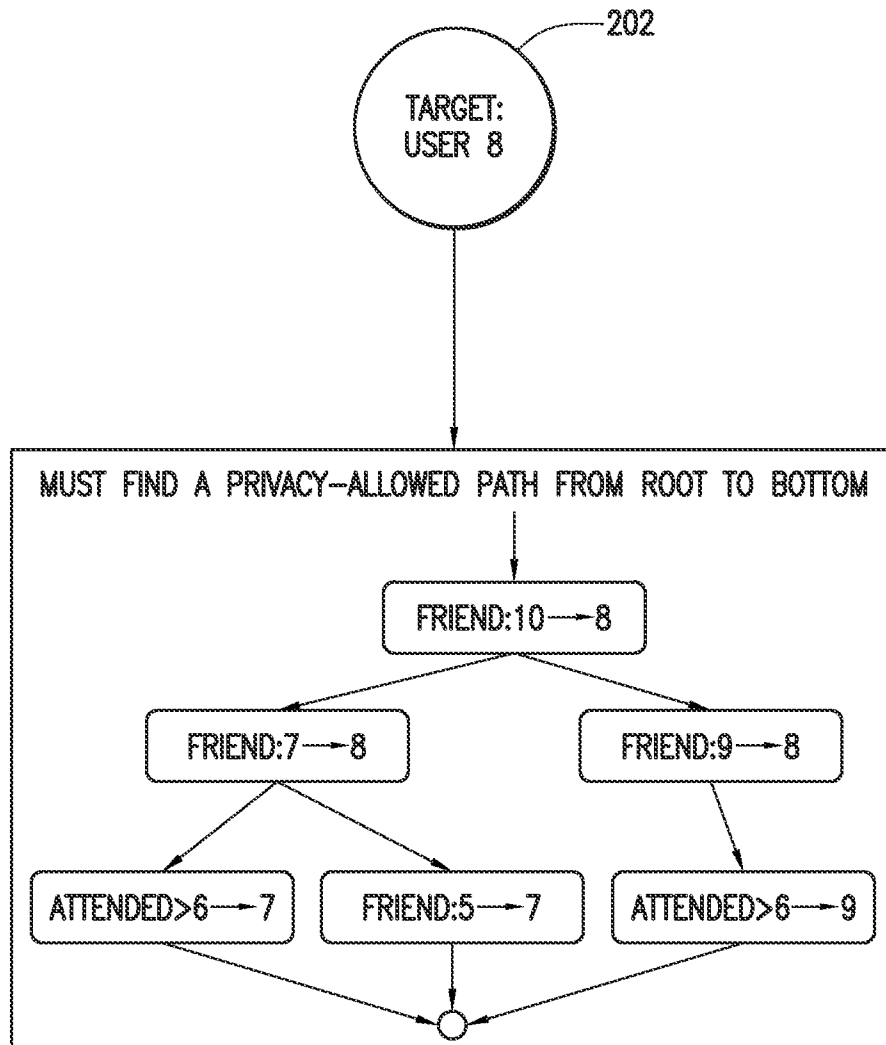 202
TARGET:
USER 8
MUST FIND A PRIVACY-ALLOWED PATH FROM ROOT TO BOTTOM
FRIEND:10→8
FRIEND:7→8
FRIEND:9→8
ATTENDED>6→7
FRIEND:5→7
ATTENDED>6→9